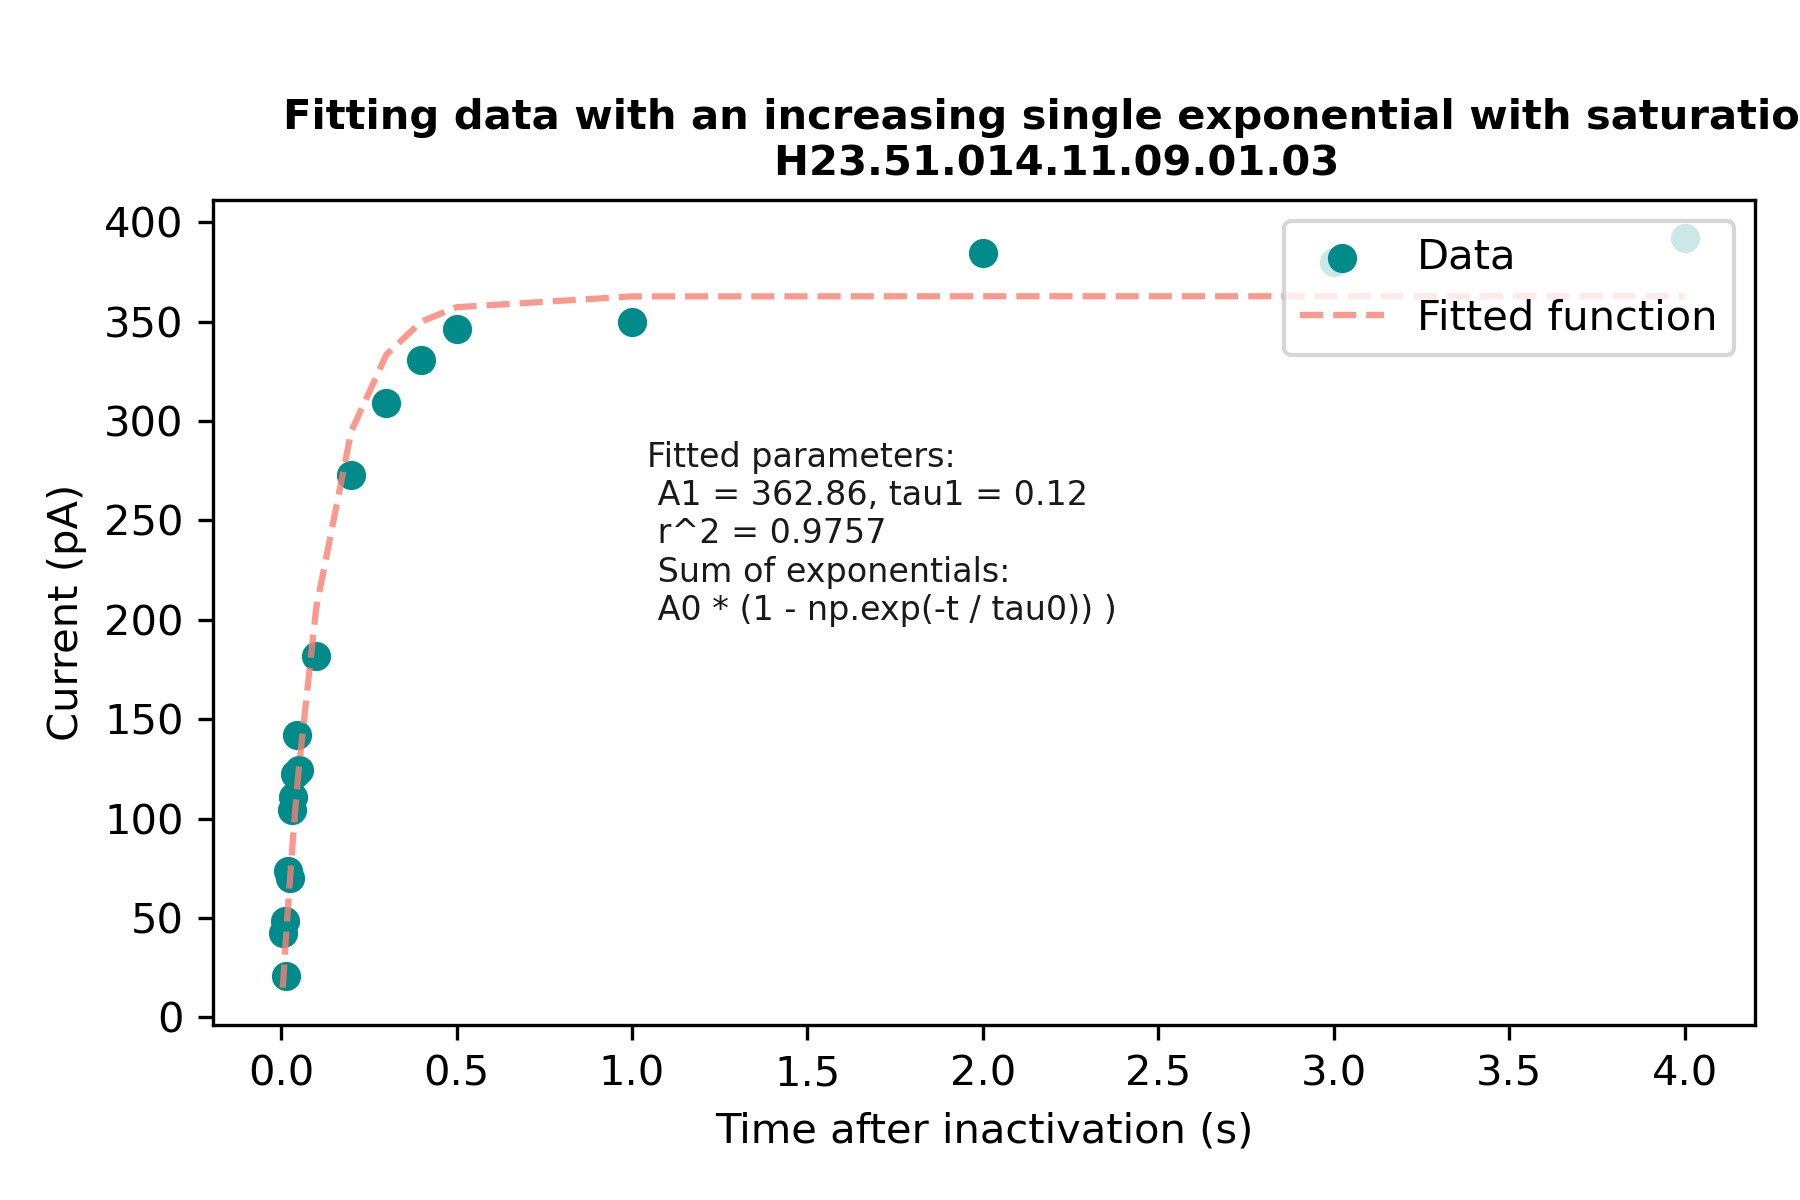 Fitting data with an increasing single exponential with saturatio
H23.51.014.11.09.01.03
400
350
300
250
200
150
100
50
0
Current (pA)
Data
Fitted function
Fitted parameters:
A1 = 362.86, tau1 = 0.12
r^2 = 0.9757
Sum of exponentials:
A0 * (1 - np.exp(-t / tau0)) )
0.0 0.5 1.0 1.5 2.0 2.5 3.0 3.5 4.0
Time after inactivation (s)